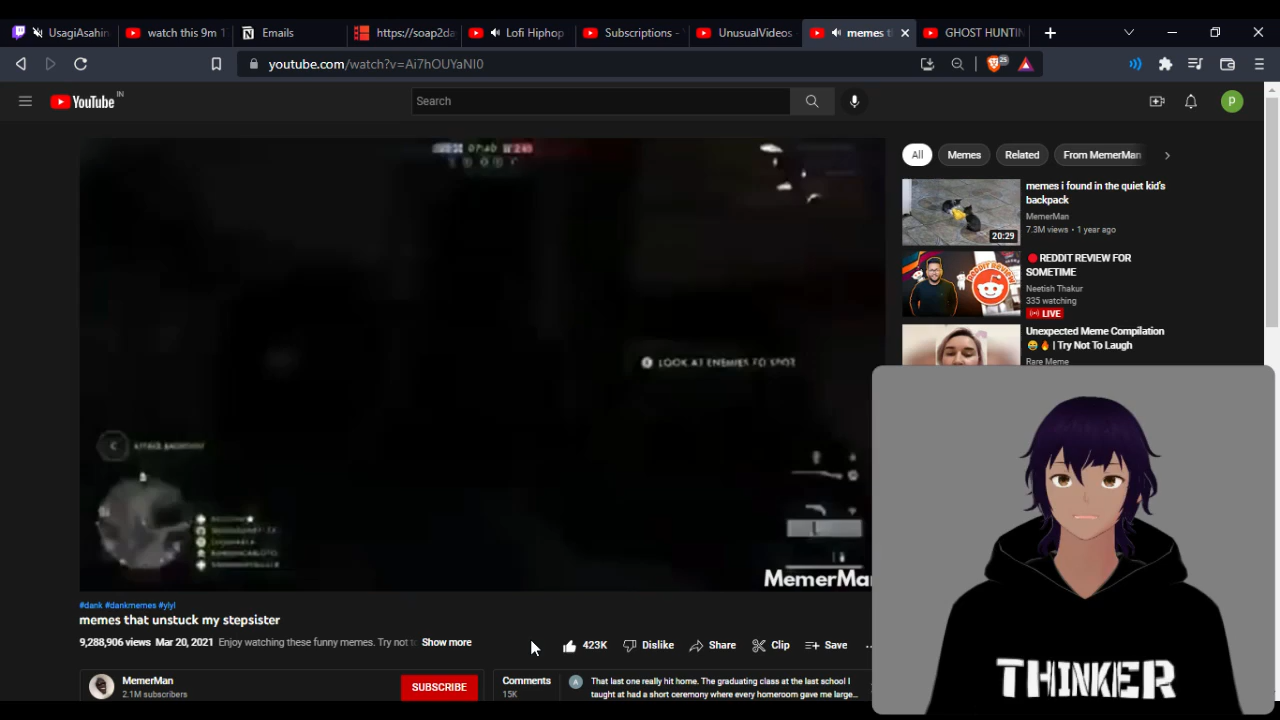 UsagiAsahin
watch this 9m 1
Emails
https://soap2da
Lofi Hiphop
Subscriptions -
UnusualVideos
memes t
GHOST HUNTIN
youtube.com/watch?v=Ai7hOUYaNI0
25
YouTube IN
Search
P
07:40
LOOK AT ENEMIES TO SPOT
C
MemerMan
All
Memes
Related
From MemerMan
memes i found in the quiet kid's
backpack
MemerMan
7.3M views • 1 year ago
20:29
REDDIT REVIEW FOR
SOMETIME
Neetish Thakur
335 watching
LIVE
Unexpected Meme Compilation
😂🔥 | Try Not To Laugh
Rare Meme
#dank #dankmemes #ylyl
memes that unstuck my stepsister
9,288,906 views Mar 20, 2021 Enjoy watching these funny memes. Try not to Show more
423K
Dislike
Share
Clip
Save
MemerMan
2.1M subscribers
SUBSCRIBE
Comments
15K
A
That last one really hit home. The graduating class at the last school I
taught at had a short ceremony where every homeroom gave me large...
THINKER